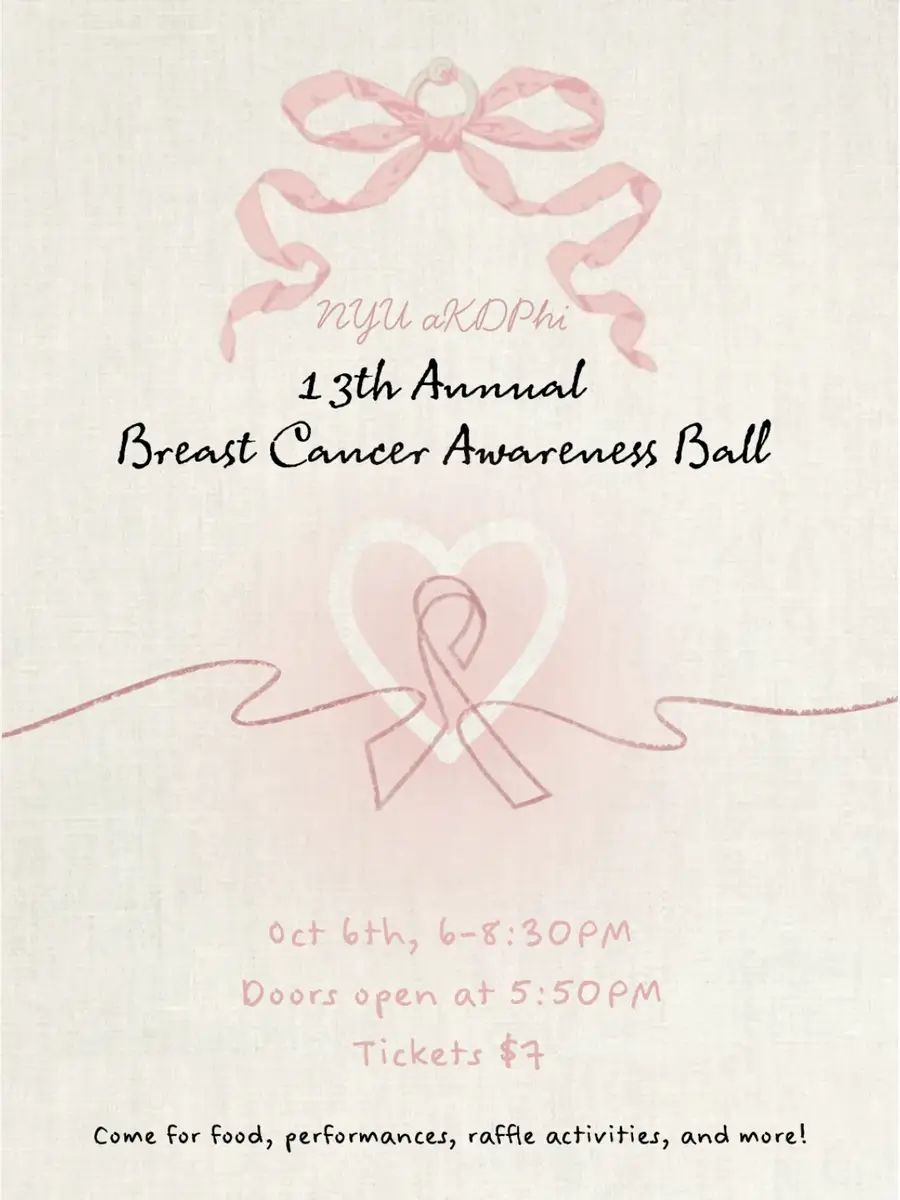 NYU aKDPhi
13th Annual
Breast Cancer Awareness Ball
Oct 6th, 6-8:30PM
Doors open at 5:50PM
Tickets $7
Come for food, performances, raffle activities, and more!